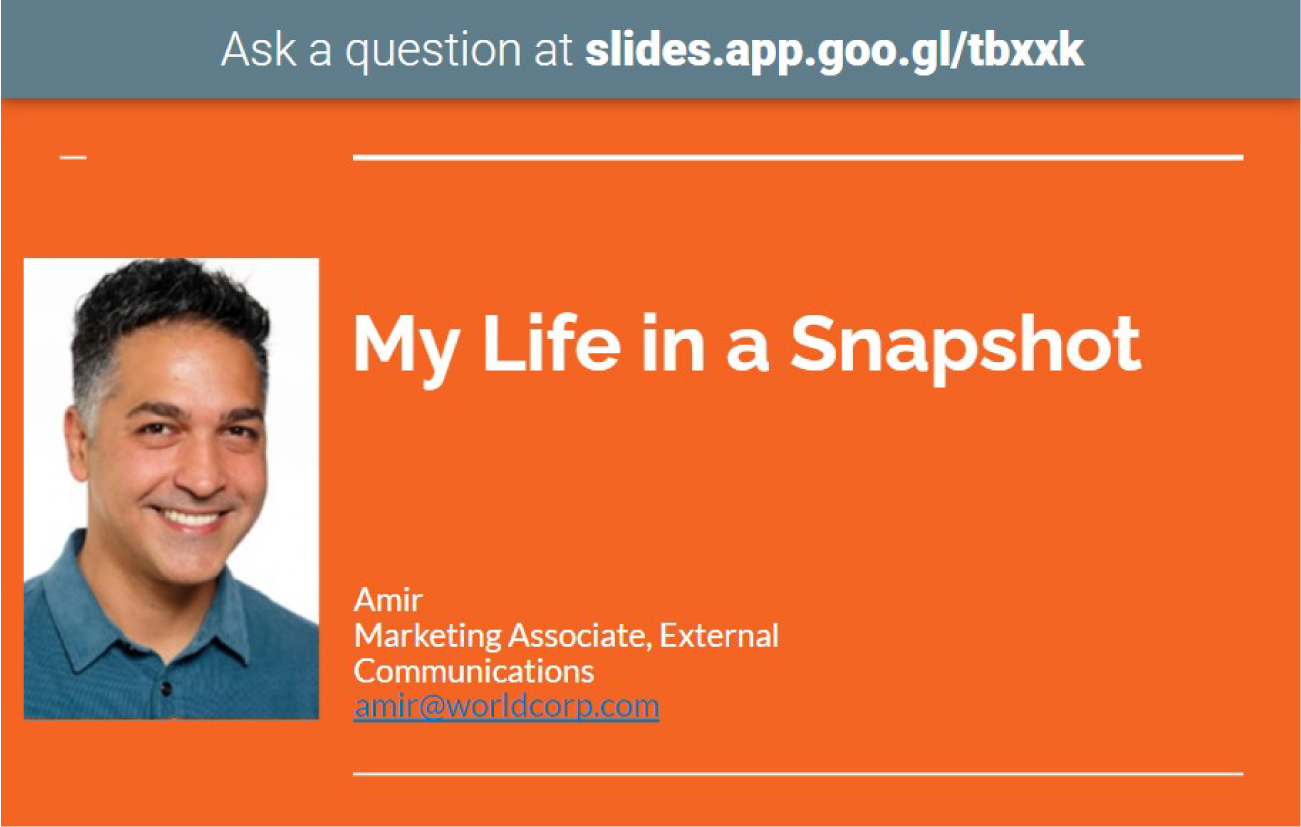 Ask a question at slides.app.goo.gl/tbxxk
My Life in a Snapshot
Amir
Marketing Associate, External
Communications
amir@worldcorp.com